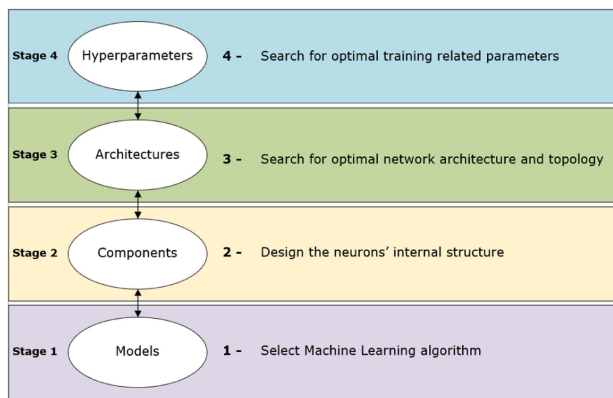 Stage 4 Hyperparameters 4 - Search for optimal training related parameters
Stage 3 Architectures 3 - Search for optimal network architecture and topology
Stage 2 Components 2 - Design the neurons' internal structure
Stage 1 Models 1 - Select Machine Learning algorithm